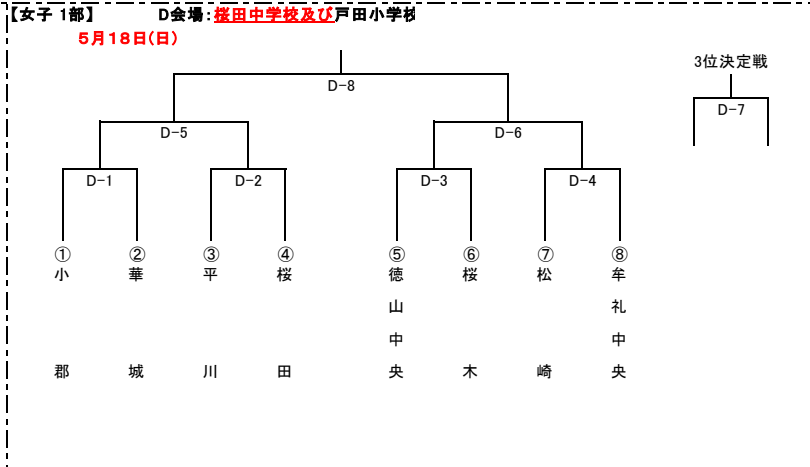 【女子 1部】 D会場：桜田中学校及び戸田小学校
５月１８日(日)
3位決定戦
D-8
D-7
D-5 D-6
D-1 D-2 D-3 D-4
① ② ③ ④ ⑤ ⑥ ⑦ ⑧
小郡
華城
平川
桜田
徳山中央
桜木
松崎
牟礼中央